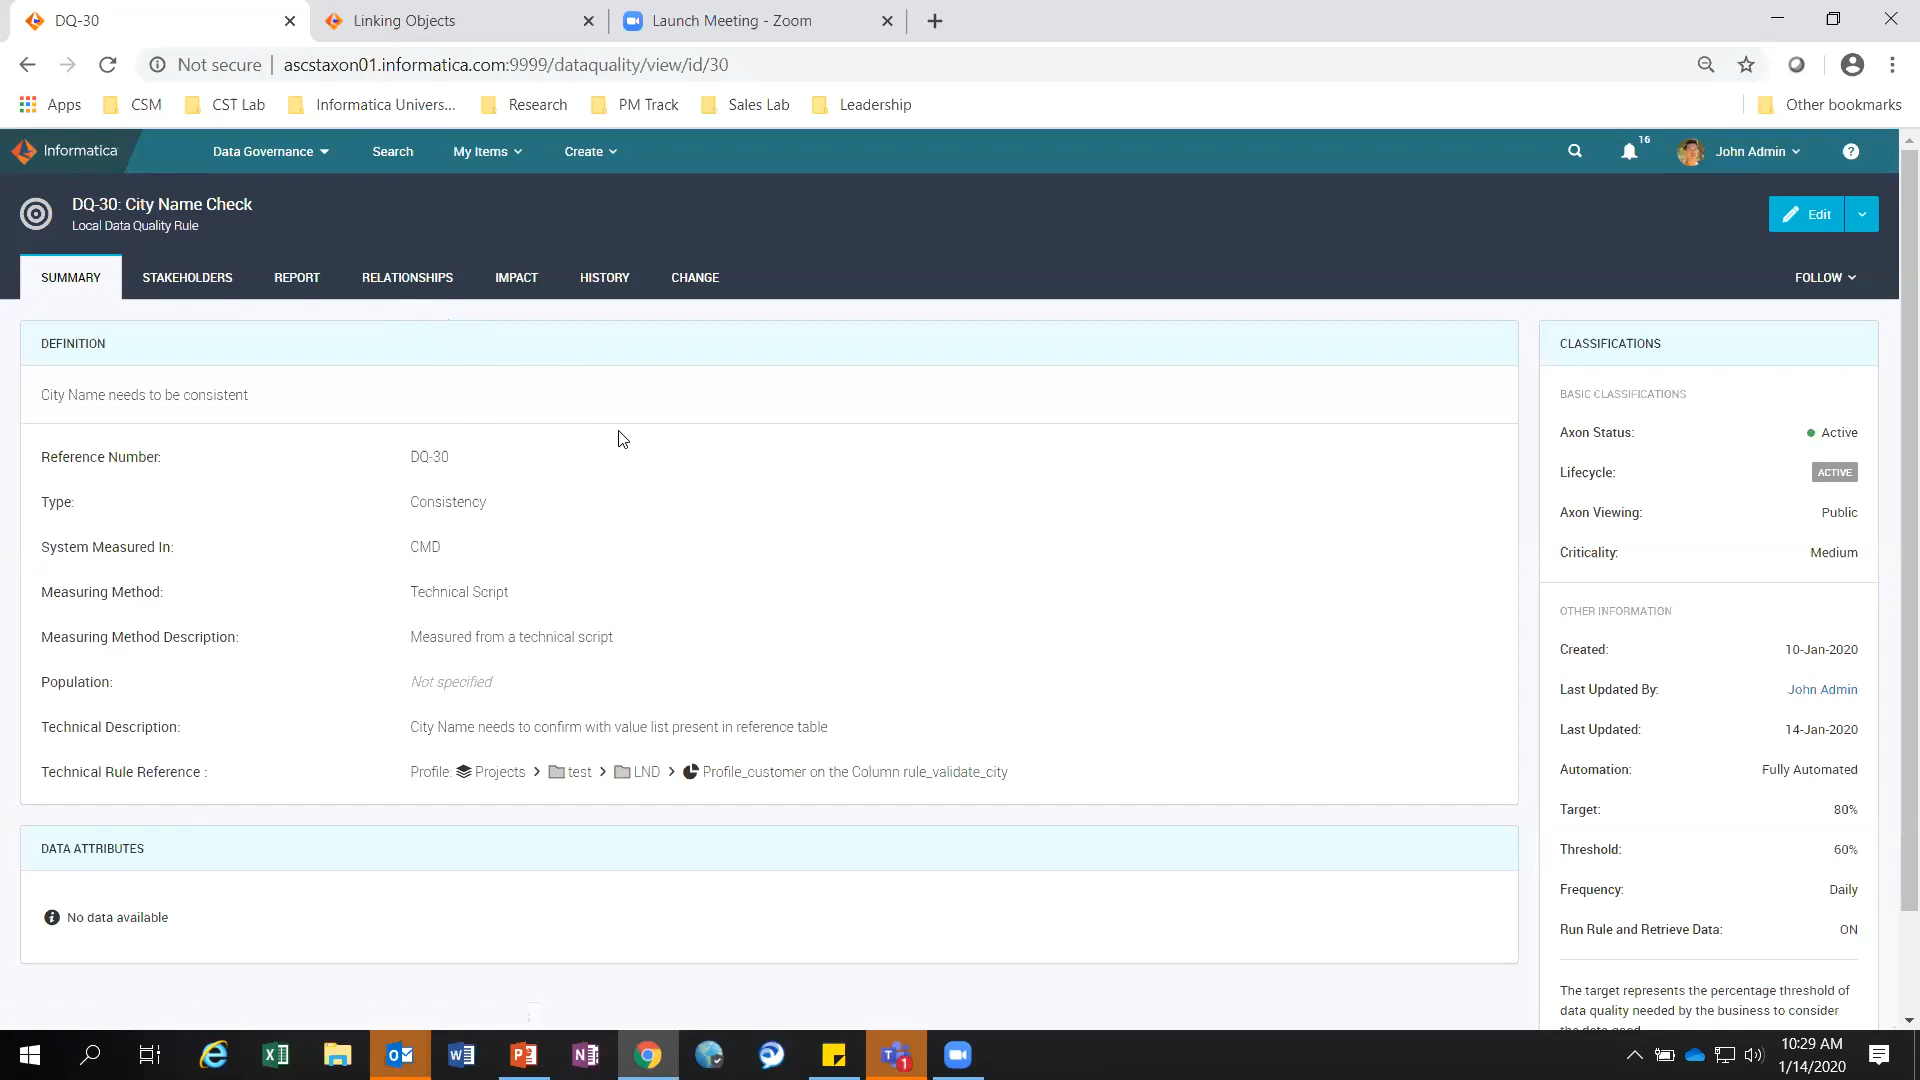 DQ-30
Linking Objects
Launch Meeting - Zoom
Not secure | ascstaxon01.informatica.com:9999/dataquality/view/id/30
Apps CSM CST Lab Informatica Univers... Research PM Track Sales Lab Leadership Other bookmarks
Informatica Data Governance Search My Items Create 16 John Admin ?
DQ-30: City Name Check
Local Data Quality Rule
Edit
SUMMARY STAKEHOLDERS REPORT RELATIONSHIPS IMPACT HISTORY CHANGE FOLLOW
DEFINITION
City Name needs to be consistent
Reference Number: DQ-30
Type: Consistency
System Measured In: CMD
Measuring Method: Technical Script
Measuring Method Description: Measured from a technical script
Population: Not specified
Technical Description: City Name needs to confirm with value list present in reference table
Technical Rule Reference : Profile: Projects > test > LND > Profile_customer on the Column rule_validate_city
DATA ATTRIBUTES
No data available
CLASSIFICATIONS
BASIC CLASSIFICATIONS
Axon Status: Active
Lifecycle: ACTIVE
Axon Viewing: Public
Criticality: Medium
OTHER INFORMATION
Created: 10-Jan-2020
Last Updated By: John Admin
Last Updated: 14-Jan-2020
Automation: Fully Automated
Target: 80%
Threshold: 60%
Frequency: Daily
Run Rule and Retrieve Data: ON
The target represents the percentage threshold of
data quality needed by the business to consider
the data good
10:29 AM
1/14/2020